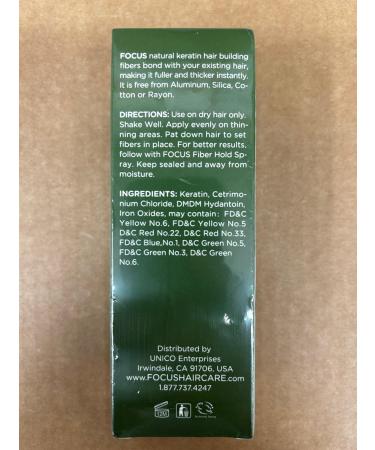 FOCUS natural keratin hair building
fibers bond with your existing hair,
making it fuller and thicker instantly.
It is free from Aluminum, Silica, Co-
tton or Rayon.
DIRECTIONS: Use on dry hair only.
Shake Well. Apply evenly on thin-
ning areas. Pat down hair to set
fibers in place. For better results,
follow with FOCUS Fiber Hold Sp-
ray. Keep sealed and away from
moisture.
INGREDIENTS: Keratin, Cetrimo-
nium Chloride, DMDM Hydantoin,
Iron Oxides, may contain: FD&C
Yellow No.6, FD&C Yellow No.5
D&C Red No.22, D&C Red No.33,
FD&C Blue,No.1, D&C Green No.5,
FD&C Green No.3, D&C Green
No.6.
Distributed by
UNICO Enterprises
Irwindale, CA 91706, USA
www.FOCUSHAIRCARE.com
1.877.737.4247
12M